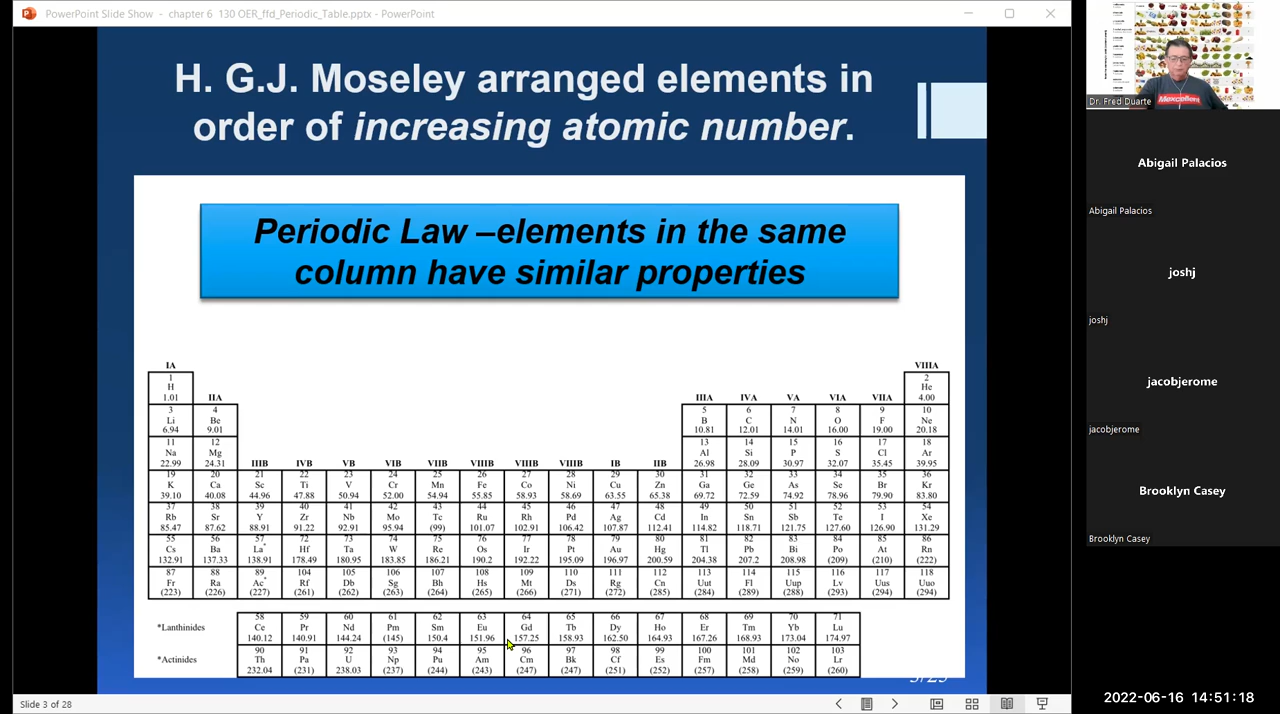 PowerPoint Slide Show - chapter 6 130 OER_ffd_Periodic_Table.pptx - PowerPoint
H. G.J. Moseley arranged elements in
order of increasing atomic number.
Periodic Law –elements in the same
column have similar properties
IA VIIIA
1 2
H He
1.01 IIA IIIA IVA VA VIA VIIA 4.00
3 4 5 6 7 8 9 10
Li Be B C N O F Ne
6.94 9.01 10.81 12.01 14.01 16.00 19.00 20.18
11 12 13 14 15 16 17 18
Na Mg Al Si P S Cl Ar
22.99 24.31 IIIB IVB VB VIB VIIB VIIIB VIIIB VIIIB IB IIB 26.98 28.09 30.97 32.07 35.45 39.95
19 20 21 22 23 24 25 26 27 28 29 30 31 32 33 34 35 36
K Ca Sc Ti V Cr Mn Fe Co Ni Cu Zn Ga Ge As Se Br Kr
39.10 40.08 44.96 47.88 50.94 52.00 54.94 55.85 58.93 58.69 63.55 65.38 69.72 72.59 74.92 78.96 79.90 83.80
37 38 39 40 41 42 43 44 45 46 47 48 49 50 51 52 53 54
Rb Sr Y Zr Nb Mo Tc Ru Rh Pd Ag Cd In Sn Sb Te I Xe
85.47 87.62 88.91 91.22 92.91 95.94 (99) 101.07 102.91 106.42 107.87 112.41 114.82 118.71 121.75 127.60 126.90 131.29
55 56 57 72 73 74 75 76 77 78 79 80 81 82 83 84 85 86
Cs Ba La* Hf Ta W Re Os Ir Pt Au Hg Tl Pb Bi Po At Rn
132.91 137.33 138.91 178.49 180.95 183.85 186.21 190.2 192.22 195.09 196.97 200.59 204.38 207.2 208.98 (209) (210) (222)
87 88 89 104 105 106 107 108 109 110 111 112 113 114 115 116 117 118
Fr Ra Ac* Rf Db Sg Bh Hs Mt Ds Rg Cn Uut Fl Uup Lv Uus Uuo
(223) (226) (227) (261) (262) (263) (264) (265) (266) (271) (272) (285) (284) (289) (288) (293) (294) (294)
58 59 60 61 62 63 64 65 66 67 68 69 70 71
*Lanthinides Ce Pr Nd Pm Sm Eu Gd Tb Dy Ho Er Tm Yb Lu
140.12 140.91 144.24 (145) 150.4 151.96 157.25 158.93 162.50 164.93 167.26 168.93 173.04 174.97
90 91 92 93 94 95 96 97 98 99 100 101 102 103
*Actinides Th Pa U Np Pu Am Cm Bk Cf Es Fm Md No Lr
232.04 (231) 238.03 (237) (244) (243) (247) (247) (251) (252) (257) (258) (259) (260)
Slide 3 of 28
Dr. Fred Duarte
Abigail Palacios
Abigail Palacios
joshj
joshj
jacobjerome
jacobjerome
Brooklyn Casey
Brooklyn Casey
2022-06-16 14:51:18